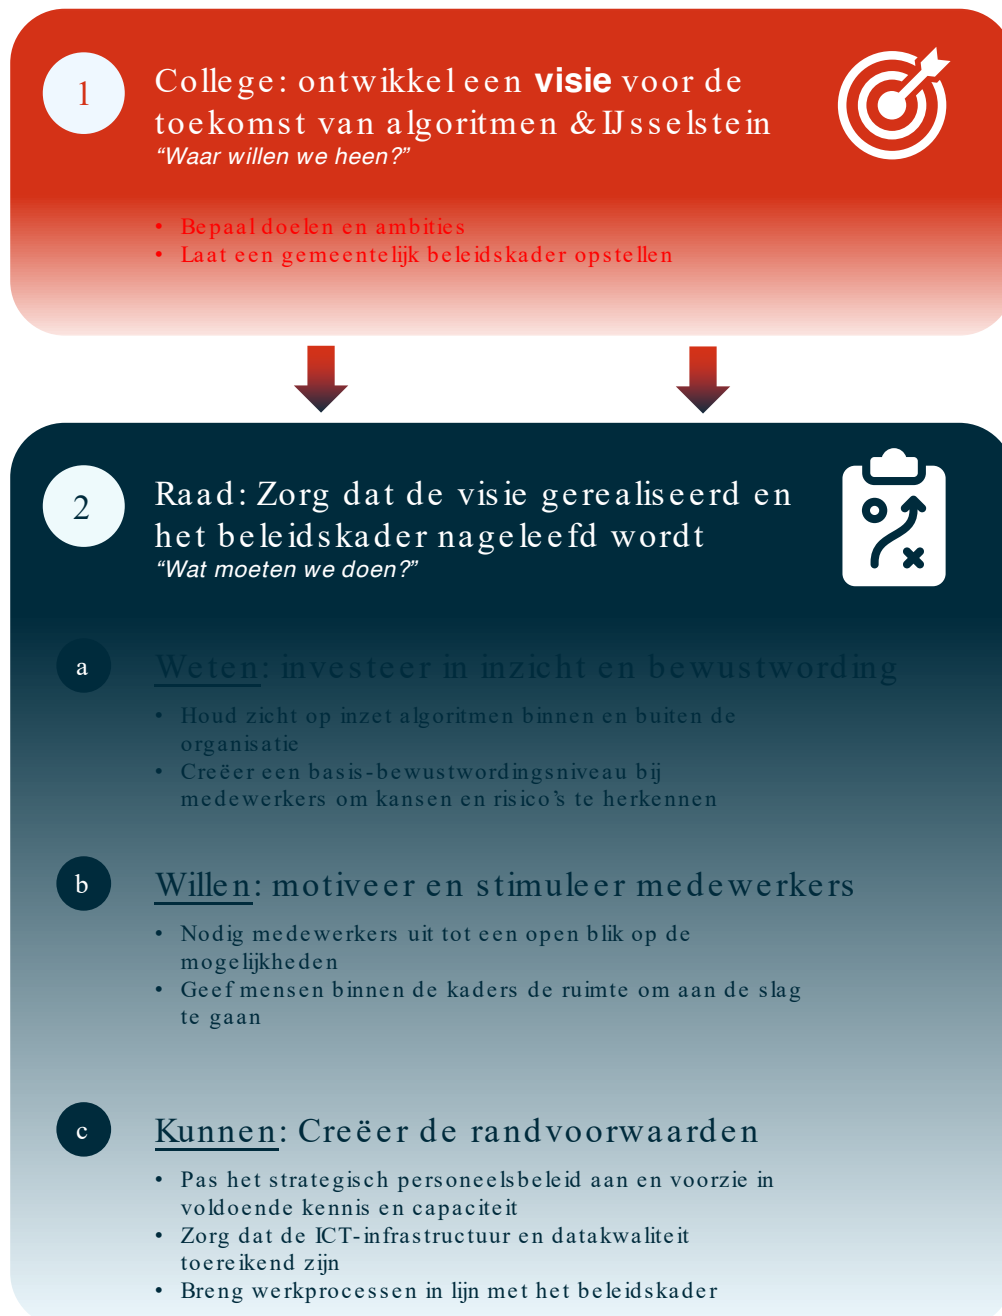 1
College: ontwikkel een visie voor de
toekomst van algoritmen & IJsselstein
“Waar willen we heen?”
• Bepaal doelen en ambities
• Laat een gemeentelijk beleidskader opstellen
2
Raad: Zorg dat de visie gerealiseerd en
het beleidskader nageleefd wordt
“Wat moeten we doen?”
a
Weten: investeer in inzicht en bewustwording
• Houd zicht op inzet algoritmen binnen en buiten de
organisatie
• Creëer een basis-bewustwordingsniveau bij
medewerkers om kansen en risico’s te herkennen
b
Willen: motiveer en stimuleer medewerkers
• Nodig medewerkers uit tot een open blik op de
mogelijkheden
• Geef mensen binnen de kaders de ruimte om aan de slag
te gaan
c
Kunnen: Creëer de randvoorwaarden
• Pas het strategisch personeelsbeleid aan en voorzie in
voldoende kennis en capaciteit
• Zorg dat de ICT-infrastructuur en datakwaliteit
toereikend zijn
• Breng werkprocessen in lijn met het beleidskader